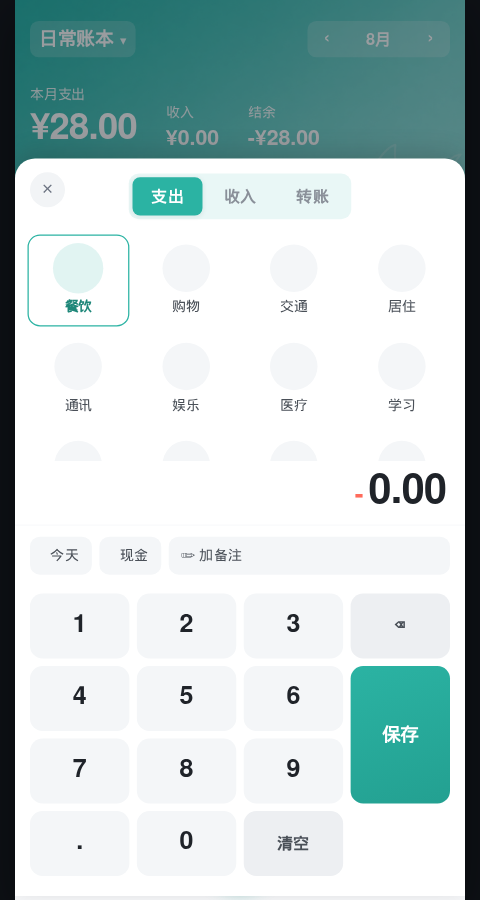 日常账本 ▾
‹ 8月 ›
本月支出
¥28.00
收入
¥0.00
结余
-¥28.00
×
支出 收入 转账
餐饮 购物 交通 居住
通讯 娱乐 医疗 学习
-0.00
今天 现金 ✏ 加备注
1 2 3 ⌫
4 5 6
保存
7 8 9
. 0 清空